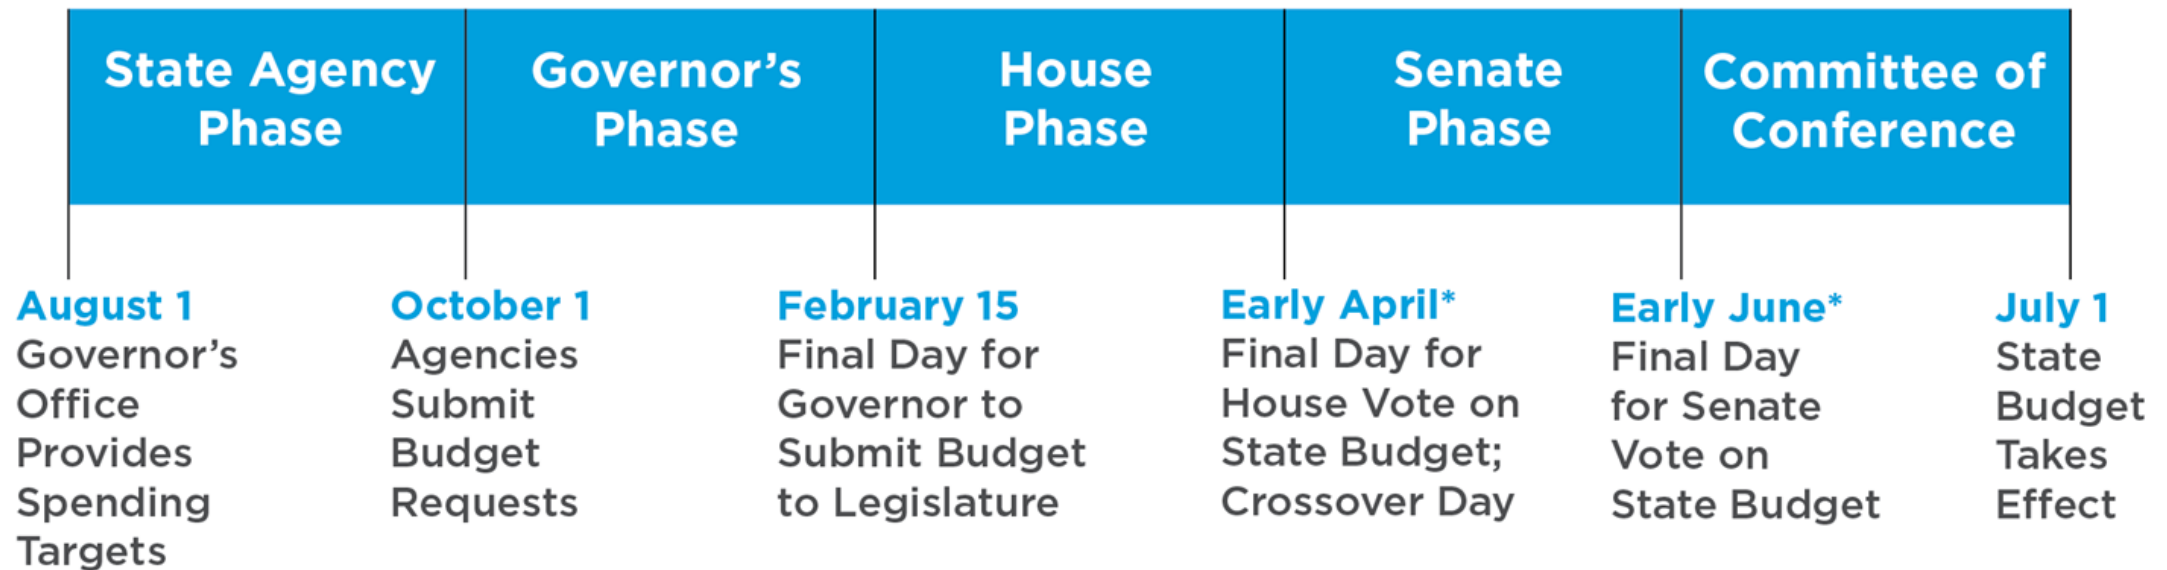 State Agency
Phase
Governor’s
Phase
House
Phase
Senate
Phase
Committee of
Conference
August 1
Governor’s
Office
Provides
Spending
Targets
October 1
Agencies
Submit
Budget
Requests
February 15
Final Day for
Governor to
Submit Budget
to Legislature
Early April*
Final Day for
House Vote on
State Budget;
Crossover Day
Early June*
Final Day
for Senate
Vote on
State Budget
July 1
State
Budget
Takes
Effect